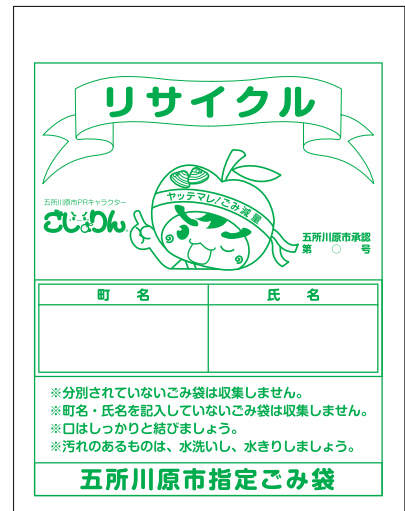 リサイクル
ヤッテマレ!ごみ減量
五所川原市PRキャラクター
ごしょりん
五所川原市承認
第 ○ 号
町 名 氏 名
※分別されていないごみ袋は収集しません。
※町名・氏名を記入していないごみ袋は収集しません。
※口はしっかりと結びましょう。
※汚れのあるものは、水洗いし、水きりしましょう。
五所川原市指定ごみ袋